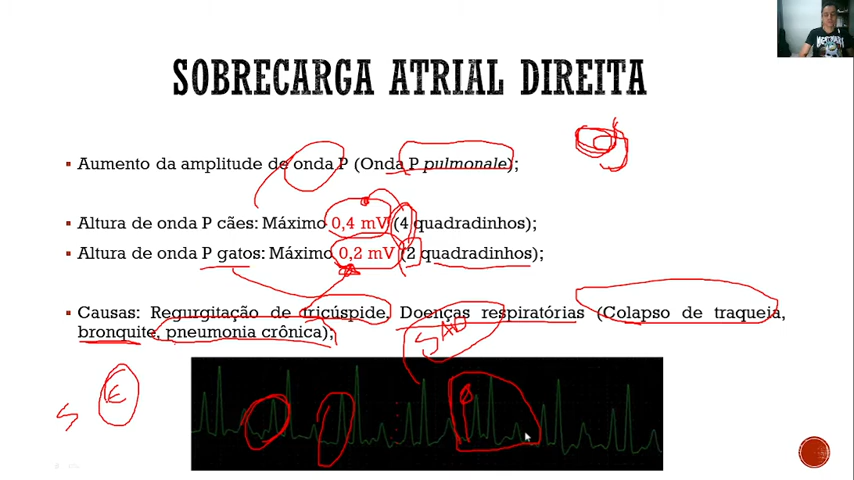 SOBRECARGA ATRIAL DIREITA
▪ Aumento da amplitude de onda P (Onda P pulmonale);
▪ Altura de onda P cães: Máximo 0,4 mV (4 quadradinhos);
▪ Altura de onda P gatos: Máximo 0,2 mV (2 quadradinhos);
▪ Causas: Regurgitação de tricúspide, Doenças respiratórias (Colapso de traqueia,
bronquite, pneumonia crônica);
SAD
S E